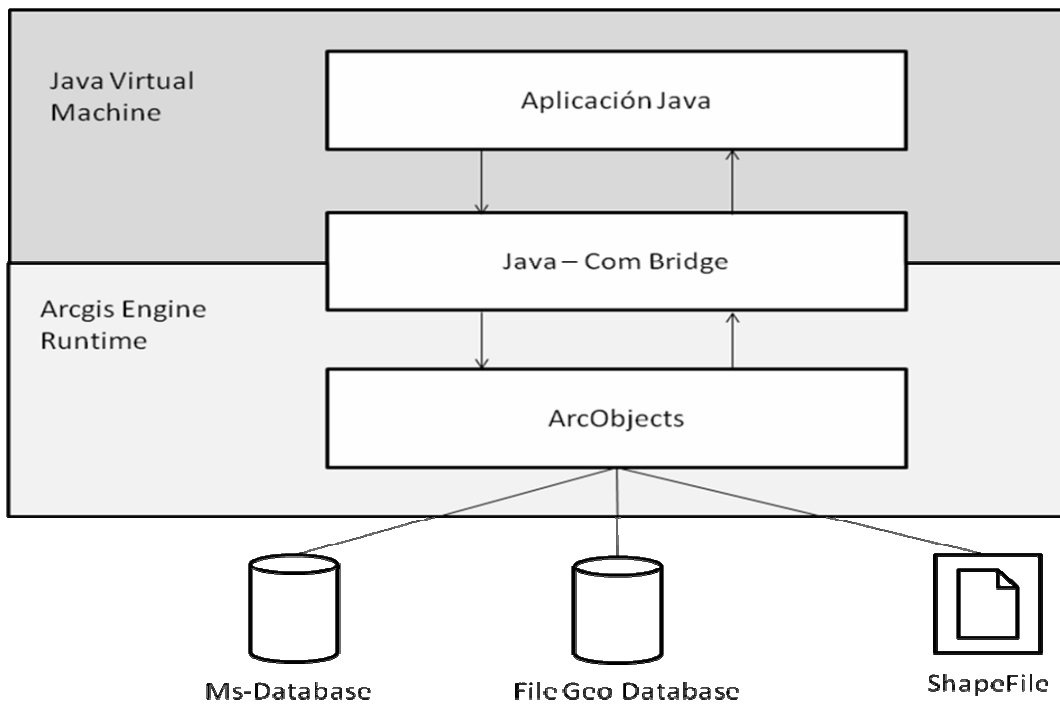 Java Virtual
Machine
Aplicación Java
Java – Com Bridge
Arcgis Engine
Runtime
ArcObjects
Ms-Database
File Geo Database
ShapeFile